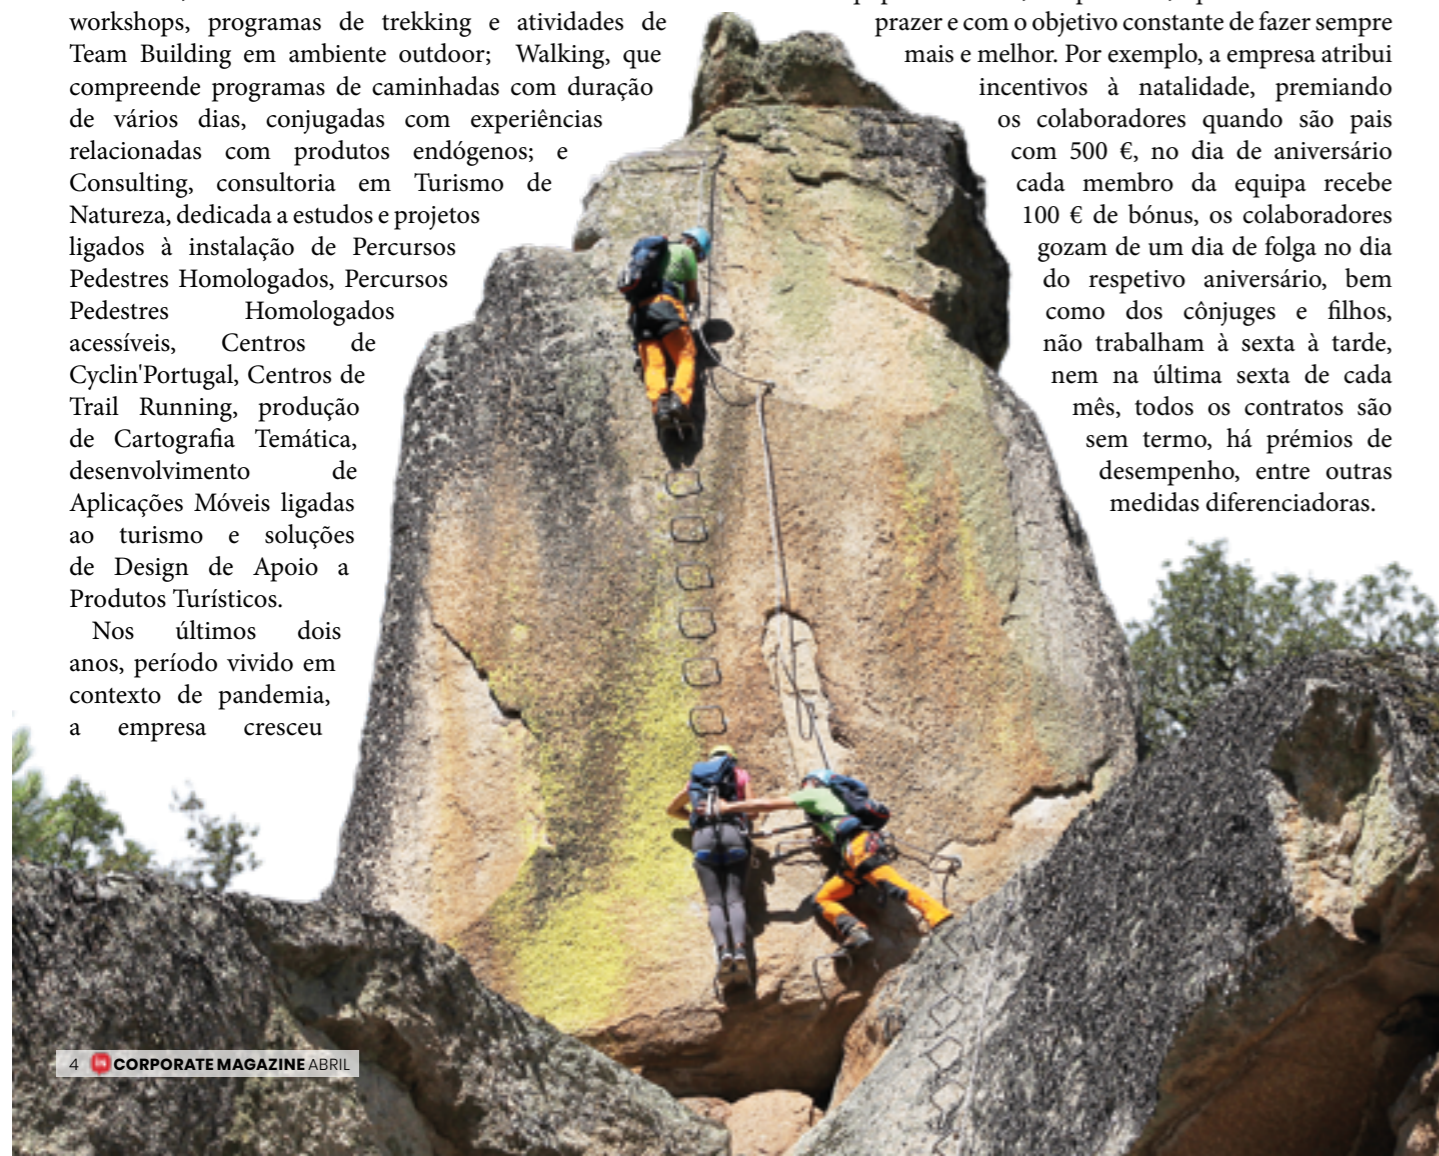 workshops, programas de trekking e atividades de
Team Building em ambiente outdoor; Walking, que
compreende programas de caminhadas com duração
de vários dias, conjugadas com experiências
relacionadas com produtos endógenos; e
Consulting, consultoria em Turismo de
Natureza, dedicada a estudos e projetos
ligados à instalação de Percursos
Pedestres Homologados, Percursos
Pedestres Homologados
acessíveis, Centros de
Cyclin'Portugal, Centros de
Trail Running, produção
de Cartografia Temática,
desenvolvimento de
Aplicações Móveis ligadas
ao turismo e soluções
de Design de Apoio a
Produtos Turísticos.
Nos últimos dois
anos, período vivido em
contexto de pandemia,
a empresa cresceu
prazer e com o objetivo constante de fazer sempre
mais e melhor. Por exemplo, a empresa atribui
incentivos à natalidade, premiando
os colaboradores quando são pais
com 500 €, no dia de aniversário
cada membro da equipa recebe
100 € de bónus, os colaboradores
gozam de um dia de folga no dia
do respetivo aniversário, bem
como dos cônjuges e filhos,
não trabalham à sexta à tarde,
nem na última sexta de cada
mês, todos os contratos são
sem termo, há prémios de
desempenho, entre outras
medidas diferenciadoras.
4 in CORPORATE MAGAZINE ABRIL